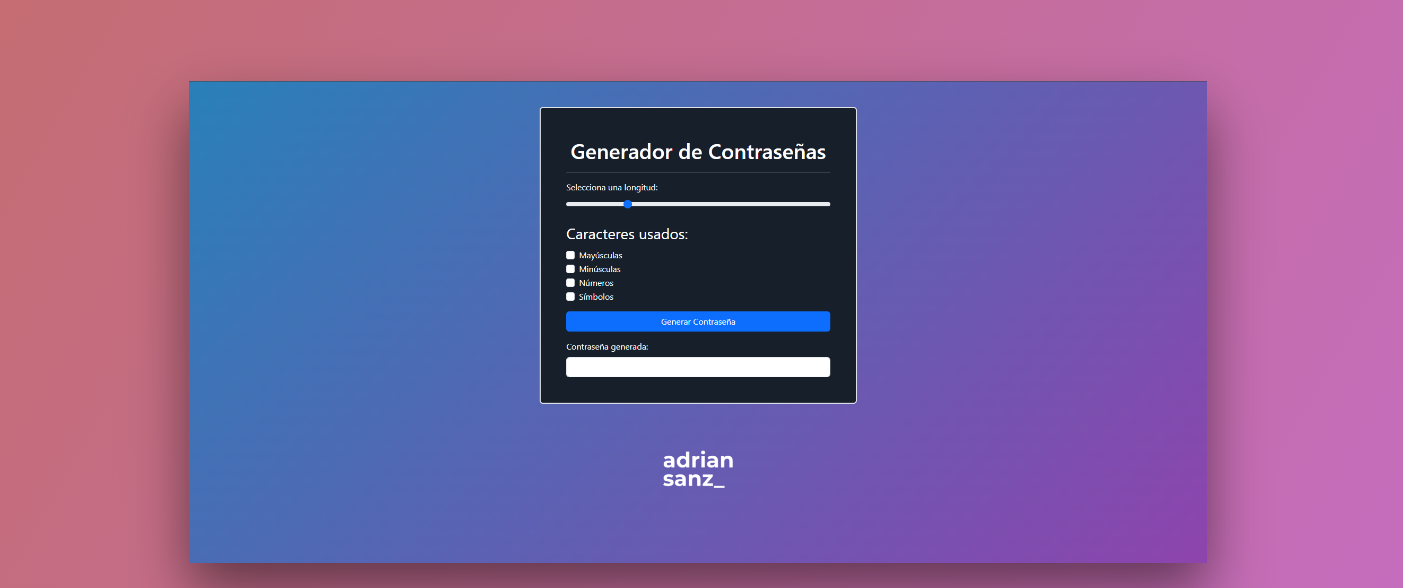 Generador de Contraseñas
Selecciona una longitud:
Caracteres usados:
Mayúsculas
Minúsculas
Números
Símbolos
Generar Contraseña
Contraseña generada:
adrian
sanz_